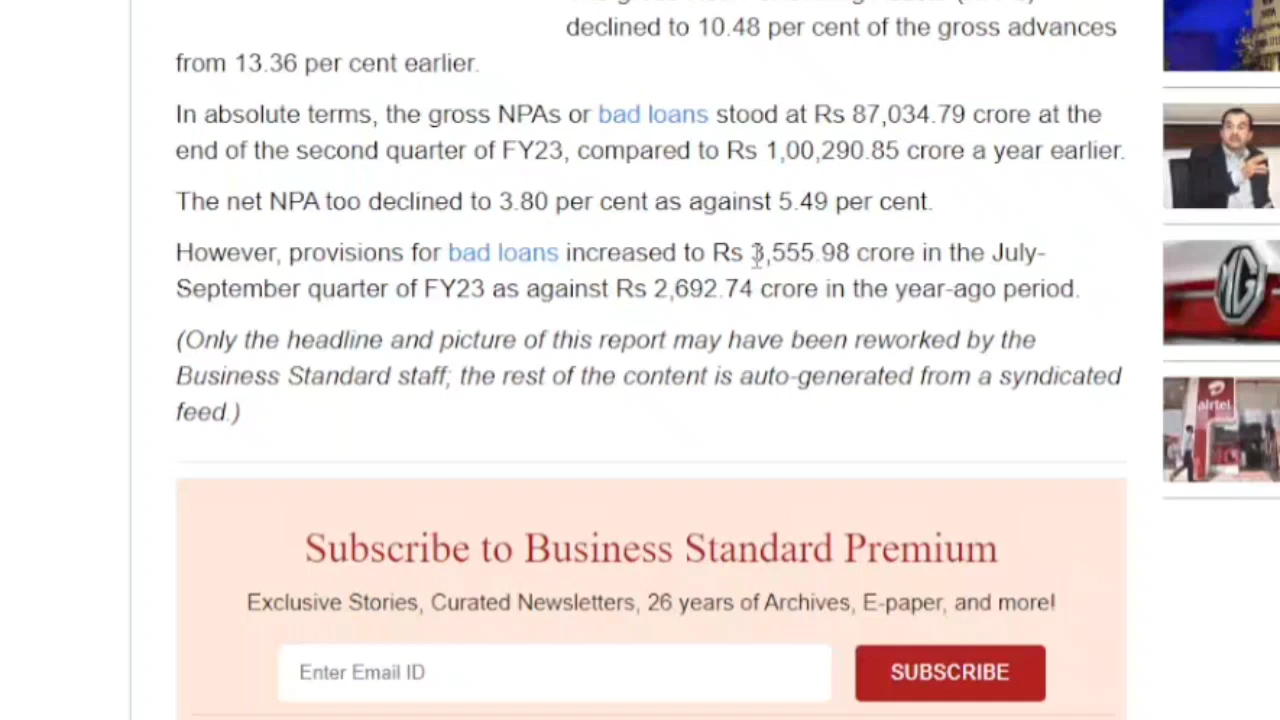 declined to 10.48 per cent of the gross advances
from 13.36 per cent earlier.
In absolute terms, the gross NPAs or bad loans stood at Rs 87,034.79 crore at the
end of the second quarter of FY23, compared to Rs 1,00,290.85 crore a year earlier.
The net NPA too declined to 3.80 per cent as against 5.49 per cent.
However, provisions for bad loans increased to Rs 3,555.98 crore in the July-
September quarter of FY23 as against Rs 2,692.74 crore in the year-ago period.
(Only the headline and picture of this report may have been reworked by the
Business Standard staff; the rest of the content is auto-generated from a syndicated
feed.)
Subscribe to Business Standard Premium
Exclusive Stories, Curated Newsletters, 26 years of Archives, E-paper, and more!
Enter Email ID
SUBSCRIBE
airtel